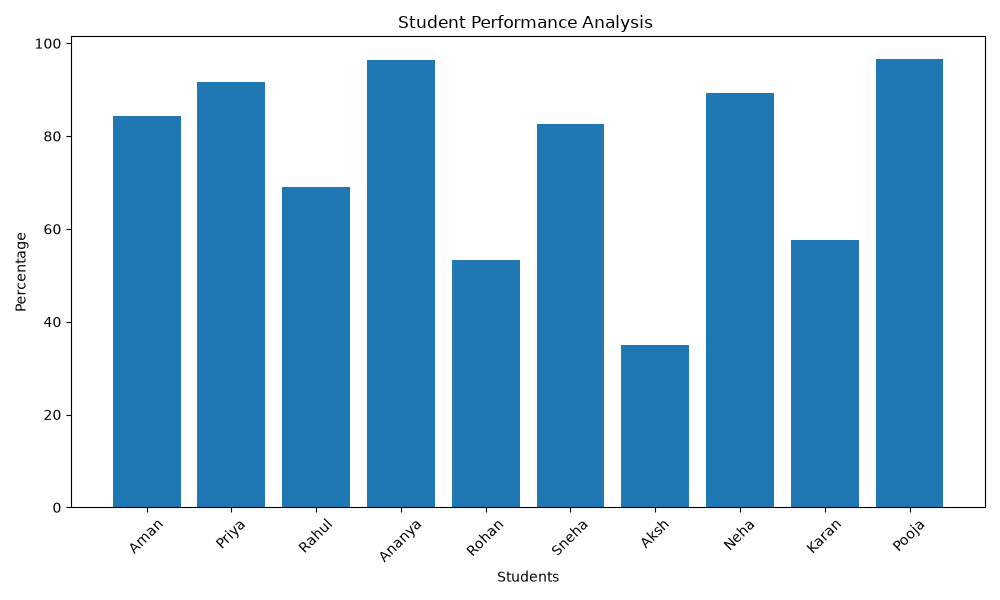 Student Performance Analysis
100
80
60
40
20
0
Percentage
Aman
Priya
Rahul
Ananya
Rohan
Sneha
Aksh
Neha
Karan
Pooja
Students